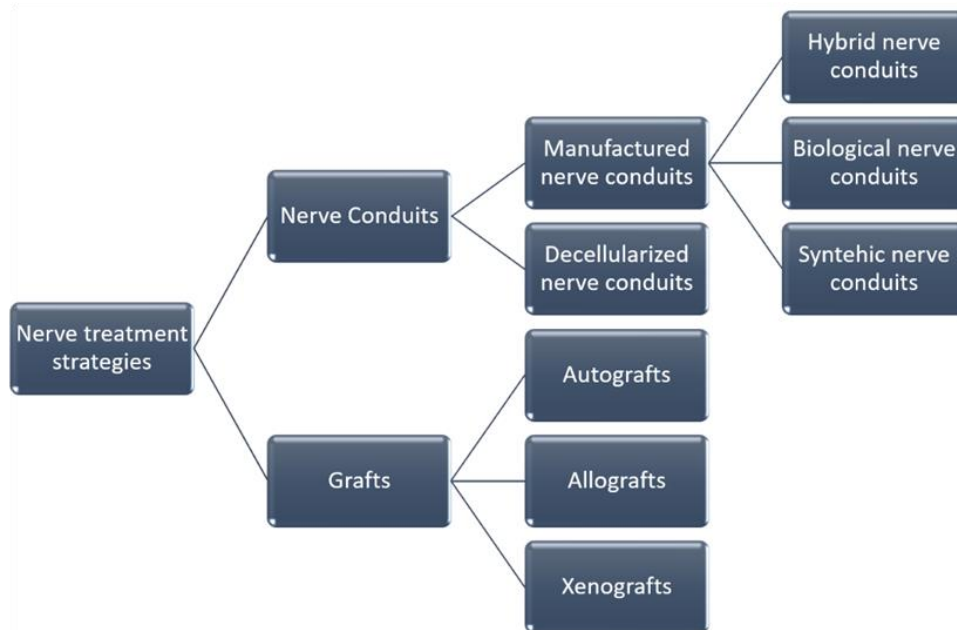 Nerve treatment
strategies
Nerve Conduits
Manufactured
nerve conduits
Hybrid nerve
conduits
Biological nerve
conduits
Syntehic nerve
conduits
Decellularized
nerve conduits
Grafts
Autografts
Allografts
Xenografts